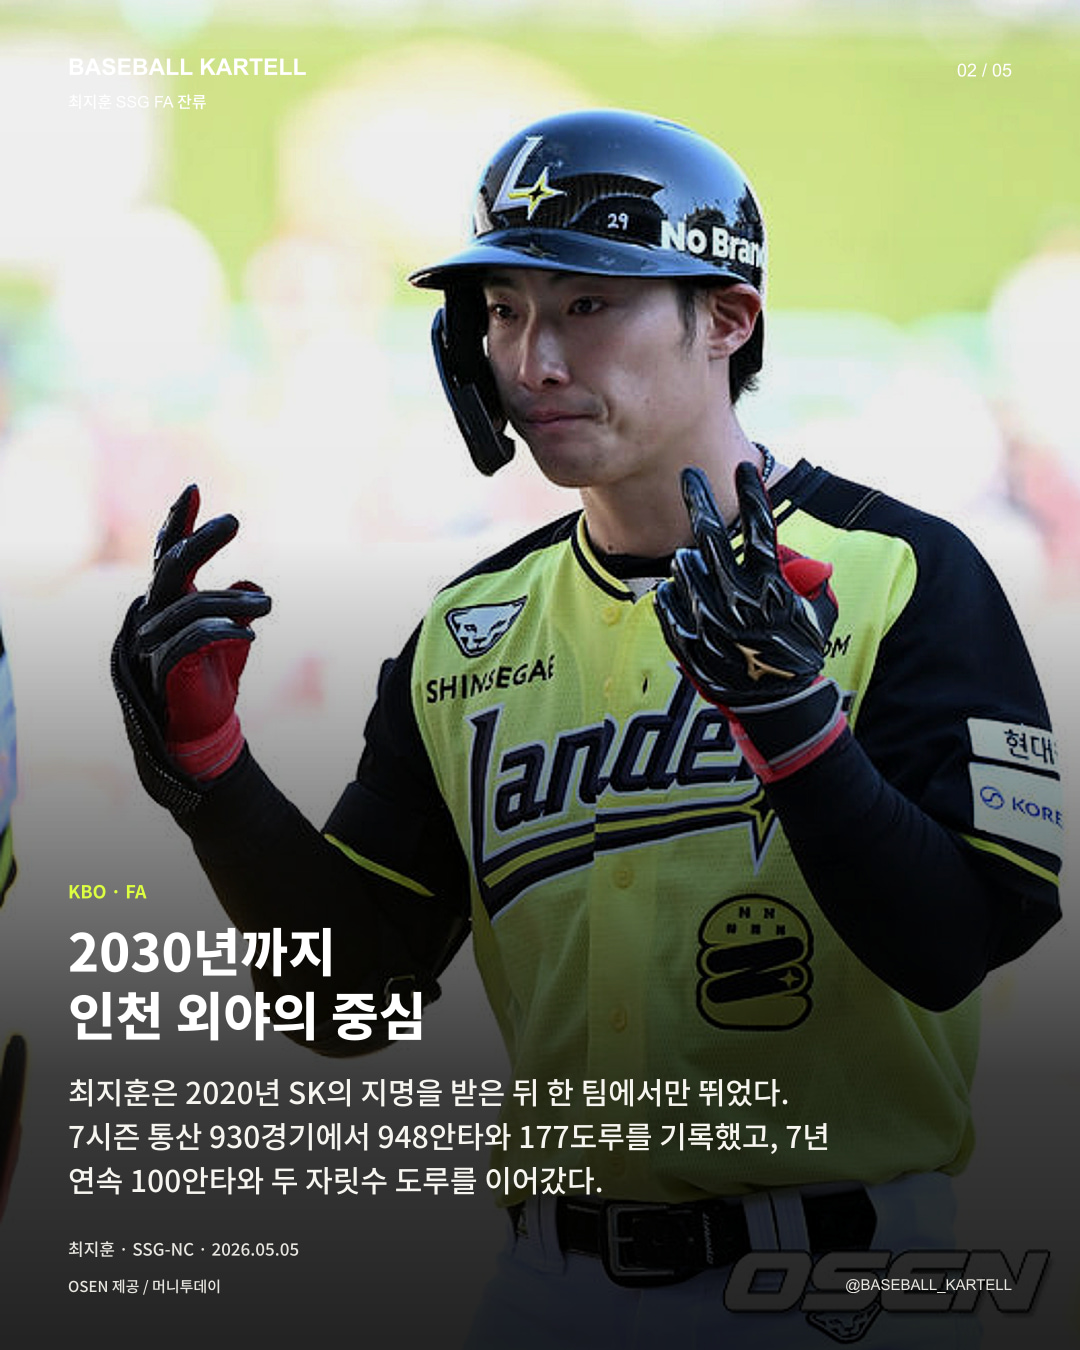 BASEBALL KARTELL
02 / 05
최지훈 SSG FA 잔류
29
No Bran
SHINSEGAE
OM
Lande
현대
KORE
N N
N N N
KBO · FA
2030년까지
인천 외야의 중심
최지훈은 2020년 SK의 지명을 받은 뒤 한 팀에서만 뛰었다.
7시즌 통산 930경기에서 948안타와 177도루를 기록했고, 7년
연속 100안타와 두 자릿수 도루를 이어갔다.
최지훈 · SSG-NC · 2026.05.05
OSEN 제공 / 머니투데이
OSEN
@BASEBALL_KARTELL